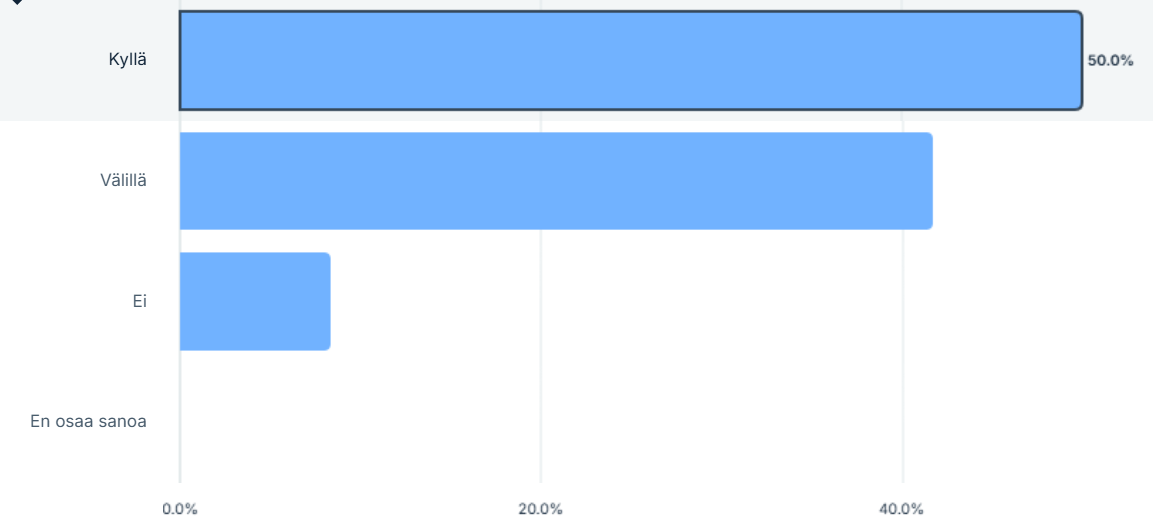 Kyllä
50.0%
Välillä
Ei
En osaa sanoa
0.0%
20.0%
40.0%